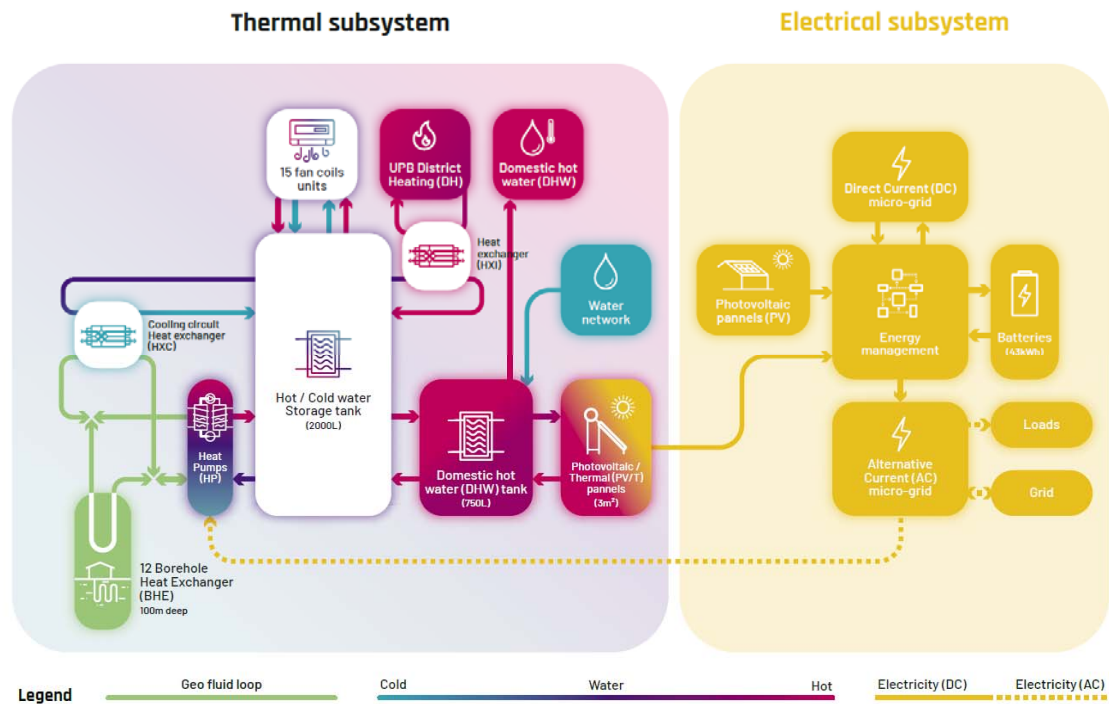 Thermal subsystem
Electrical subsystem
15 fan coils
units
UPB District
Heating (DH)
Domestic hot
water (DHW)
Heat
exchanger
(HXI)
Water
network
Cooling circuit
Heat exchanger
(HXC)
Hot / Cold water
Storage tank
(2000L)
Heat
Pumps
(HP)
Domestic hot
water (DHW) tank
(750L)
Photovoltaic /
Thermal (PV/T)
pannels
(3m²)
12 Borehole
Heat Exchanger
(BHE)
100m deep
Direct Current (DC)
micro-grid
Photovoltaic
pannels (PV)
Energy
management
Batteries
(43kWh)
Alternative
Current (AC)
micro-grid
Loads
Grid
Legend
Geo fluid loop
Cold
Water
Hot
Electricity (DC)
Electricity (AC)